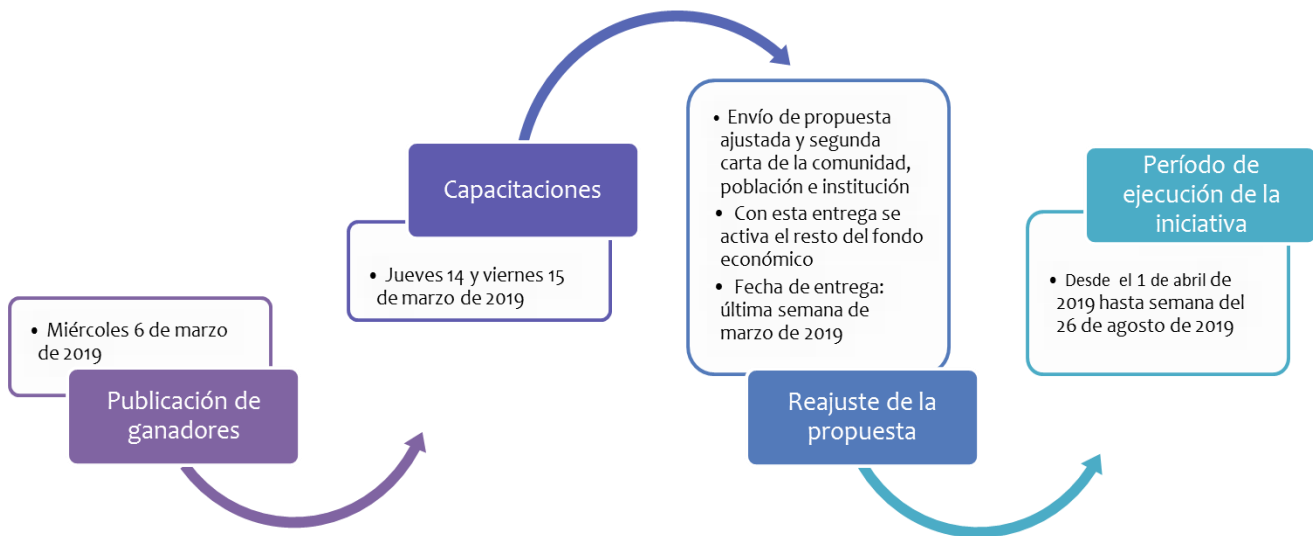 • Miércoles 6 de marzo
de 2019
Publicación de
ganadores
Capacitaciones
• Jueves 14 y viernes 15
de marzo de 2019
• Envío de propuesta
ajustada y segunda
carta de la comunidad,
población e institución
• Con esta entrega se
activa el resto del fondo
económico
• Fecha de entrega:
última semana de
marzo de 2019
Reajuste de la
propuesta
Período de
ejecución de la
iniciativa
• Desde el 1 de abril de
2019 hasta semana del
26 de agosto de 2019